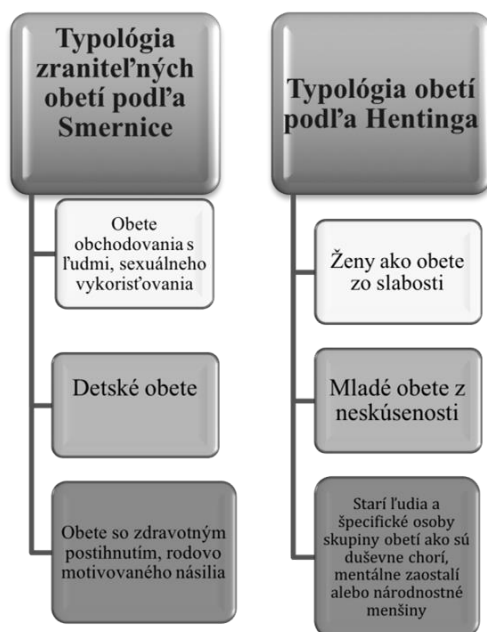 Typológia
zraniteľných
obetí podľa
Smernice
Obete
obchodovania s
ľudmi, sexuálneho
vykorisťovania
Detské obete
Obete so zdravotným
postihnutím, rodovo
motivovaného násilia
Typológia obetí
podľa Hentinga
Ženy ako obete
zo slabosti
Mladé obete z
neskúsenosti
Starí ľudia a
špecifické osoby
skupiny obetí ako sú
duševne chorí,
mentálne zaostalí
alebo národnostné
menšiny